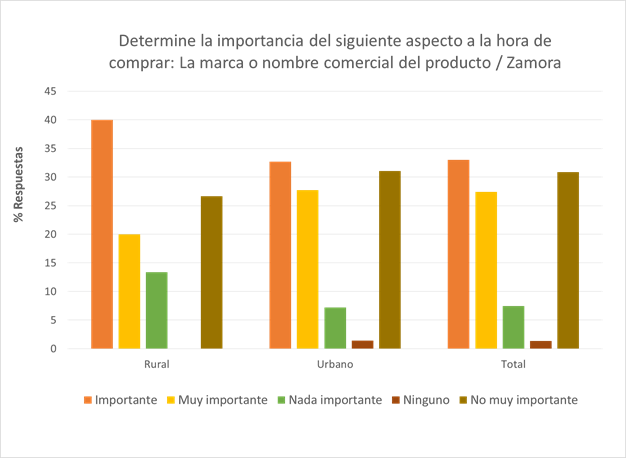 Determine la importancia del siguiente aspecto a la hora de
comprar: La marca o nombre comercial del producto / Zamora
% Respuestas
45
40
35
30
25
20
15
10
5
0
Rural Urbano Total
Importante Muy importante Nada importante Ninguno No muy importante